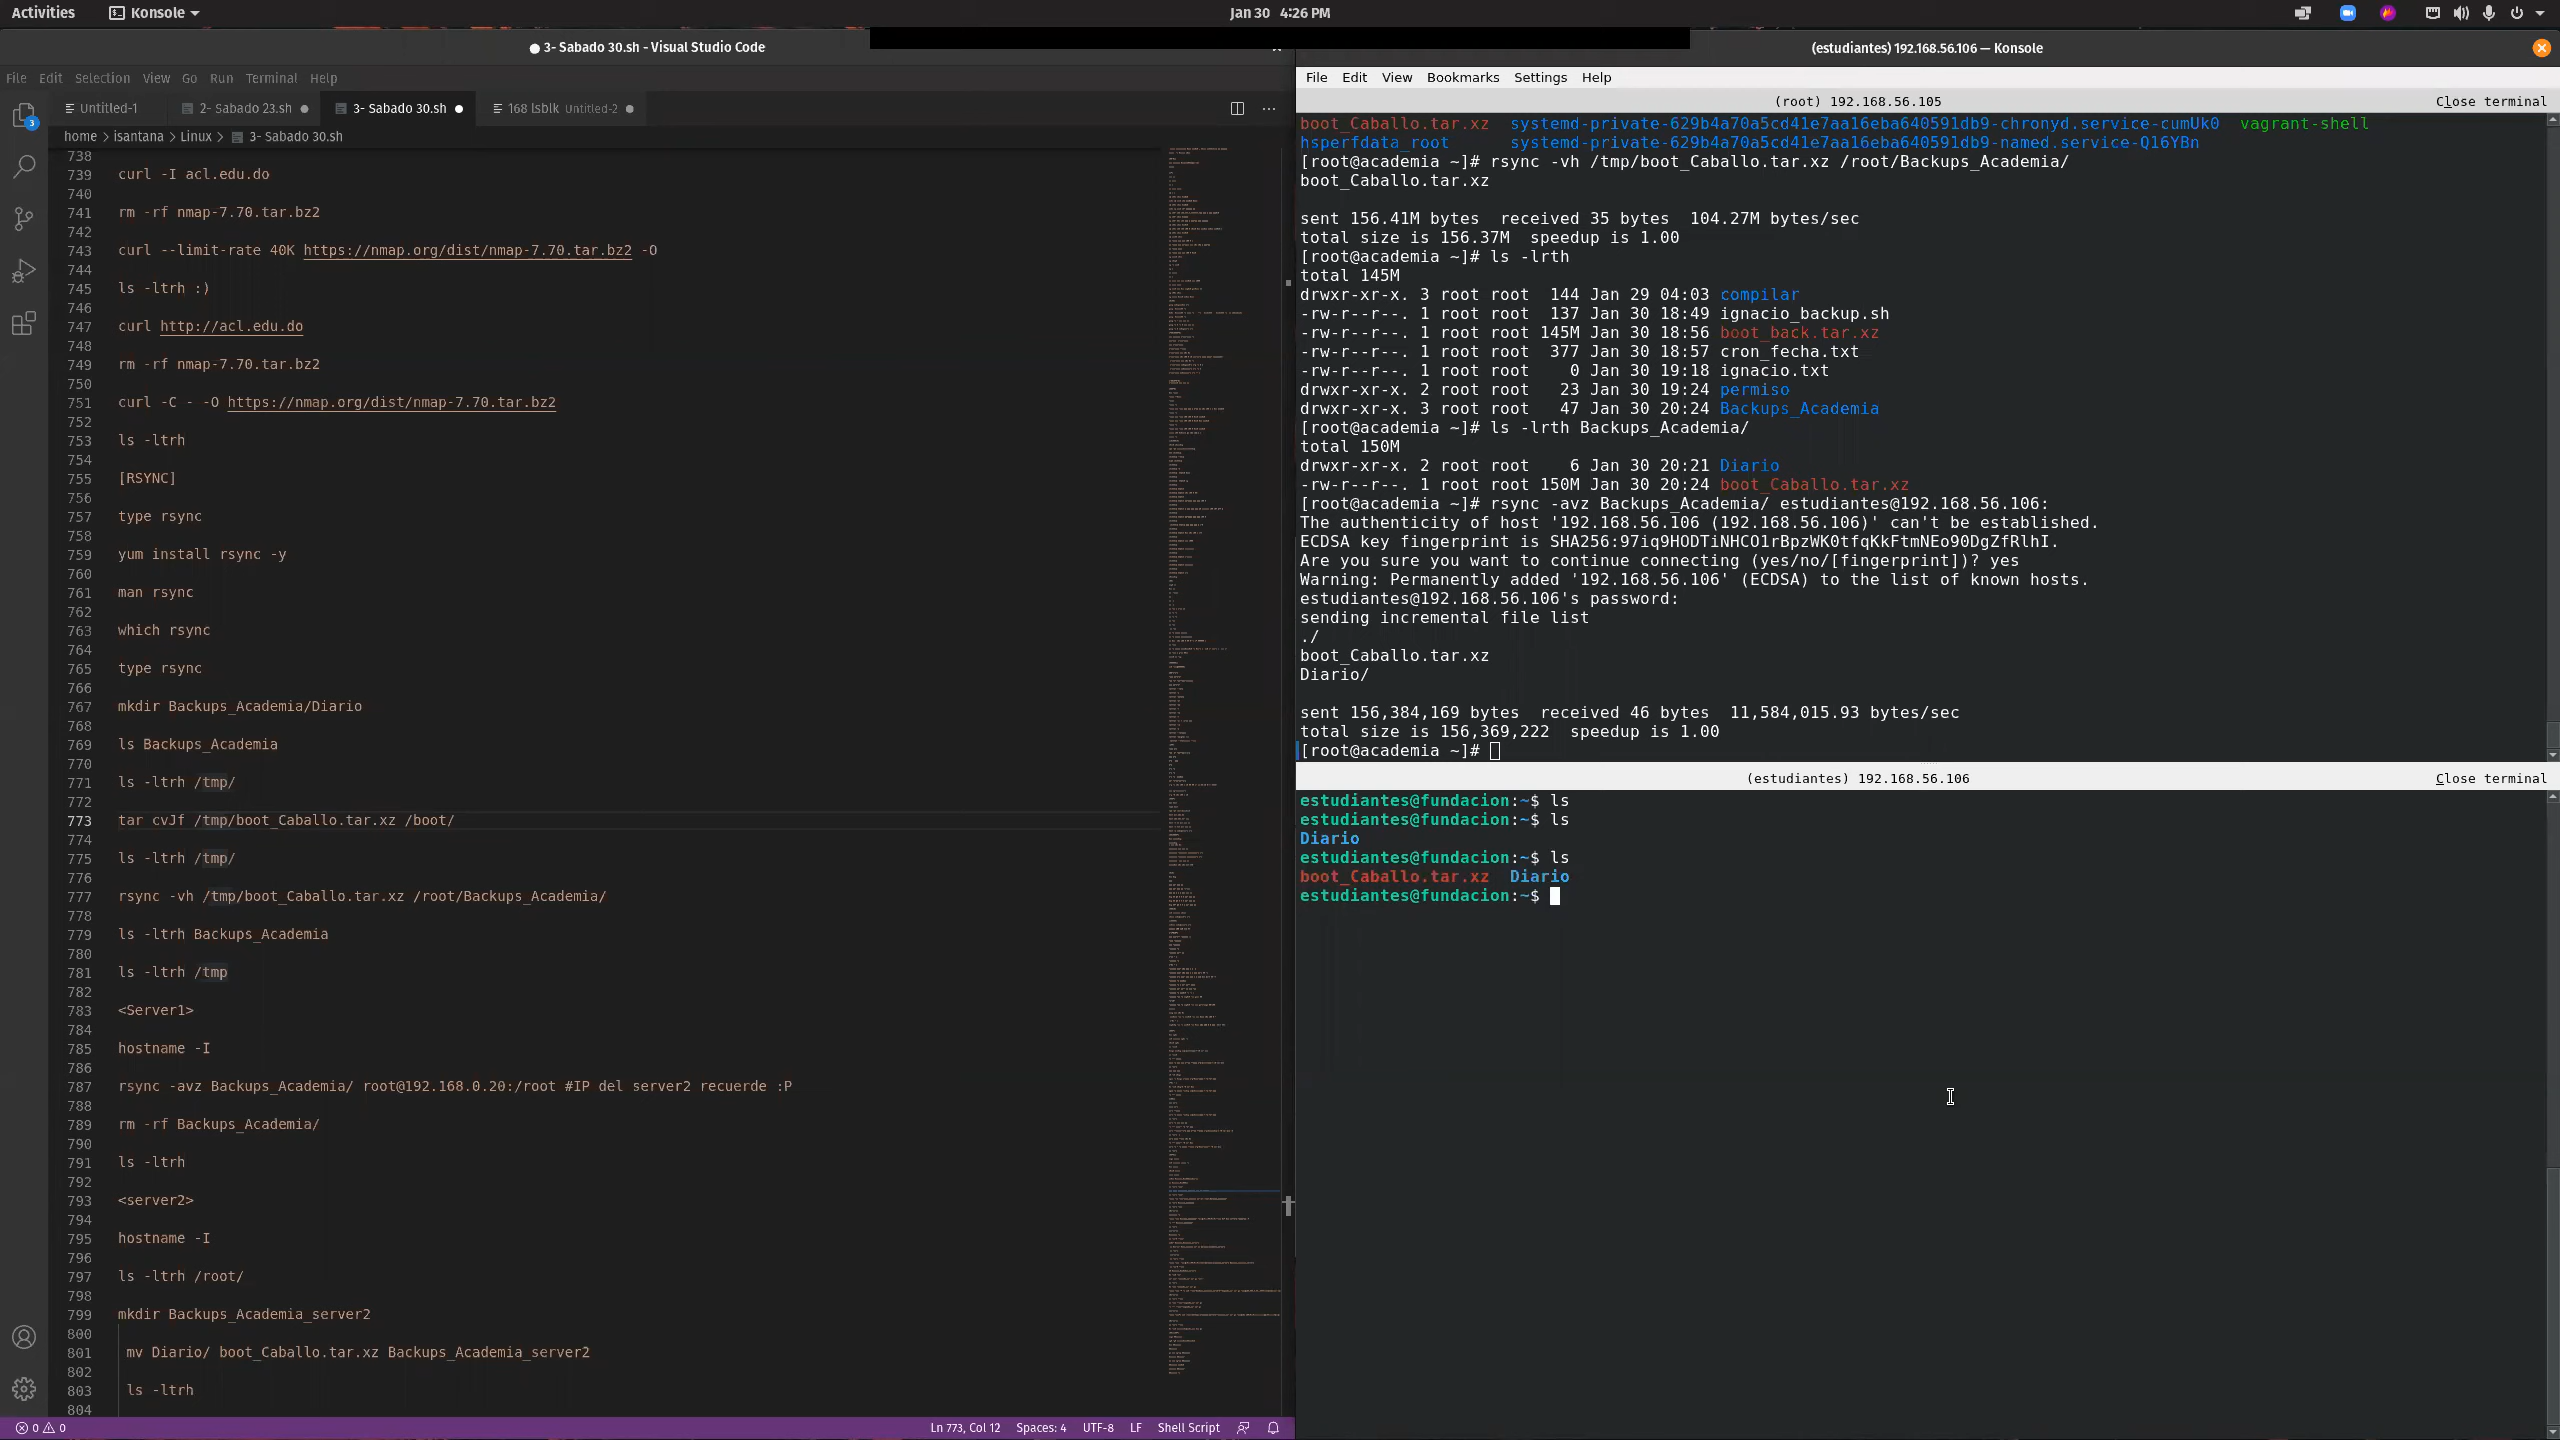 Activities
Konsole
Jan 30 4:26 PM
3- Sabado 30.sh - Visual Studio Code
File Edit Selection View Go Run Terminal Help
Untitled-1
2- Sabado 23.sh
3- Sabado 30.sh
168 lsblk Untitled-2
home > isantana > Linux > 3- Sabado 30.sh
3
738
739 curl -I acl.edu.do
740
741 rm -rf nmap-7.70.tar.bz2
742
743 curl --limit-rate 40K https://nmap.org/dist/nmap-7.70.tar.bz2 -O
744
745 ls -ltrh :)
746
747 curl http://acl.edu.do
748
749 rm -rf nmap-7.70.tar.bz2
750
751 curl -C - -O https://nmap.org/dist/nmap-7.70.tar.bz2
752
753 ls -ltrh
754
755 [RSYNC]
756
757 type rsync
758
759 yum install rsync -y
760
761 man rsync
762
763 which rsync
764
765 type rsync
766
767 mkdir Backups_Academia/Diario
768
769 ls Backups_Academia
770
771 ls -ltrh /tmp/
772
773 tar cvJf /tmp/boot_Caballo.tar.xz /boot/
774
775 ls -ltrh /tmp/
776
777 rsync -vh /tmp/boot_Caballo.tar.xz /root/Backups_Academia/
778
779 ls -ltrh Backups_Academia
780
781 ls -ltrh /tmp
782
783 <Server1>
784
785 hostname -I
786
787 rsync -avz Backups_Academia/ root@192.168.0.20:/root #IP del server2 recuerde :P
788
789 rm -rf Backups_Academia/
790
791 ls -ltrh
792
793 <server2>
794
795 hostname -I
796
797 ls -ltrh /root/
798
799 mkdir Backups_Academia_server2
800
801 mv Diario/ boot_Caballo.tar.xz Backups_Academia_server2
802
803 ls -ltrh
804
0 0
Ln 773, Col 12 Spaces: 4 UTF-8 LF Shell Script
(estudiantes) 192.168.56.106 — Konsole
File Edit View Bookmarks Settings Help
(root) 192.168.56.105 Close terminal
boot_Caballo.tar.xz systemd-private-629b4a70a5cd41e7aa16eba640591db9-chronyd.service-cumUk0 vagrant-shell
hsperfdata_root systemd-private-629b4a70a5cd41e7aa16eba640591db9-named.service-Q16YBn
[root@academia ~]# rsync -vh /tmp/boot_Caballo.tar.xz /root/Backups_Academia/
boot_Caballo.tar.xz
sent 156.41M bytes received 35 bytes 104.27M bytes/sec
total size is 156.37M speedup is 1.00
[root@academia ~]# ls -lrth
total 145M
drwxr-xr-x. 3 root root 144 Jan 29 04:03 compilar
-rw-r--r--. 1 root root 137 Jan 30 18:49 ignacio_backup.sh
-rw-r--r--. 1 root root 145M Jan 30 18:56 boot_back.tar.xz
-rw-r--r--. 1 root root 377 Jan 30 18:57 cron_fecha.txt
-rw-r--r--. 1 root root 0 Jan 30 19:18 ignacio.txt
drwxr-xr-x. 2 root root 23 Jan 30 19:24 permiso
drwxr-xr-x. 3 root root 47 Jan 30 20:24 Backups_Academia
[root@academia ~]# ls -lrth Backups_Academia/
total 150M
drwxr-xr-x. 2 root root 6 Jan 30 20:21 Diario
-rw-r--r--. 1 root root 150M Jan 30 20:24 boot_Caballo.tar.xz
[root@academia ~]# rsync -avz Backups_Academia/ estudiantes@192.168.56.106:
The authenticity of host '192.168.56.106 (192.168.56.106)' can't be established.
ECDSA key fingerprint is SHA256:97iq9HODTiNHCO1rBpzWK0tfqKkFtmNEo90DgZfRlhI.
Are you sure you want to continue connecting (yes/no/[fingerprint])? yes
Warning: Permanently added '192.168.56.106' (ECDSA) to the list of known hosts.
estudiantes@192.168.56.106's password:
sending incremental file list
./
boot_Caballo.tar.xz
Diario/
sent 156,384,169 bytes received 46 bytes 11,584,015.93 bytes/sec
total size is 156,369,222 speedup is 1.00
[root@academia ~]#
(estudiantes) 192.168.56.106 Close terminal
estudiantes@fundacion:~$ ls
estudiantes@fundacion:~$ ls
Diario
estudiantes@fundacion:~$ ls
boot_Caballo.tar.xz Diario
estudiantes@fundacion:~$